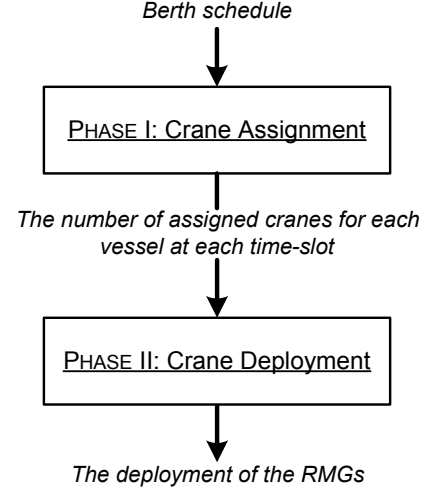 Berth schedule
PHASE I: Crane Assignment
The number of assigned cranes for each
vessel at each time-slot
PHASE II: Crane Deployment
The deployment of the RMGs